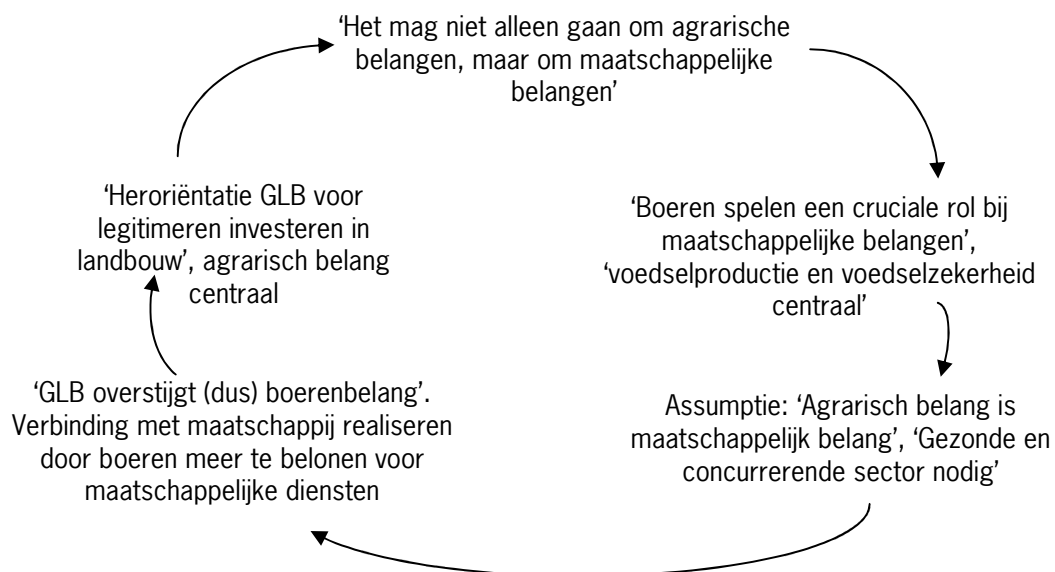 ‘Het mag niet alleen gaan om agrarische
belangen, maar om maatschappelijke
belangen’
‘Boeren spelen een cruciale rol bij
maatschappelijke belangen’,
‘voedselproductie en voedselzekerheid
centraal’
Assumptie: ‘Agrarisch belang is
maatschappelijk belang’, ‘Gezonde en
concurrerende sector nodig’
‘GLB overstijgt (dus) boerenbelang’.
Verbinding met maatschappij realiseren
door boeren meer te belonen voor
maatschappelijke diensten
‘Heroriëntatie GLB voor
legitimeren investeren in
landbouw’, agrarisch belang
centraal